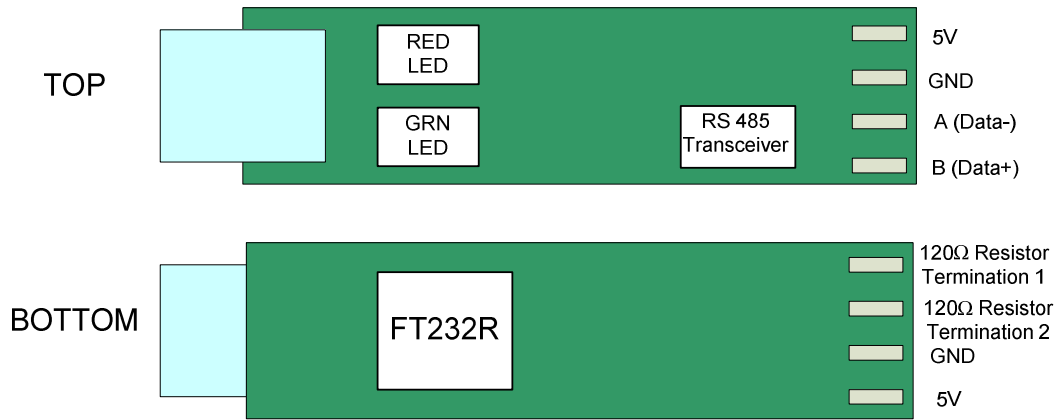 TOP
RED
LED
GRN
LED
RS 485
Transceiver
5V
GND
A (Data-)
B (Data+)
BOTTOM
FT232R
120Ω Resistor
Termination 1
120Ω Resistor
Termination 2
GND
5V